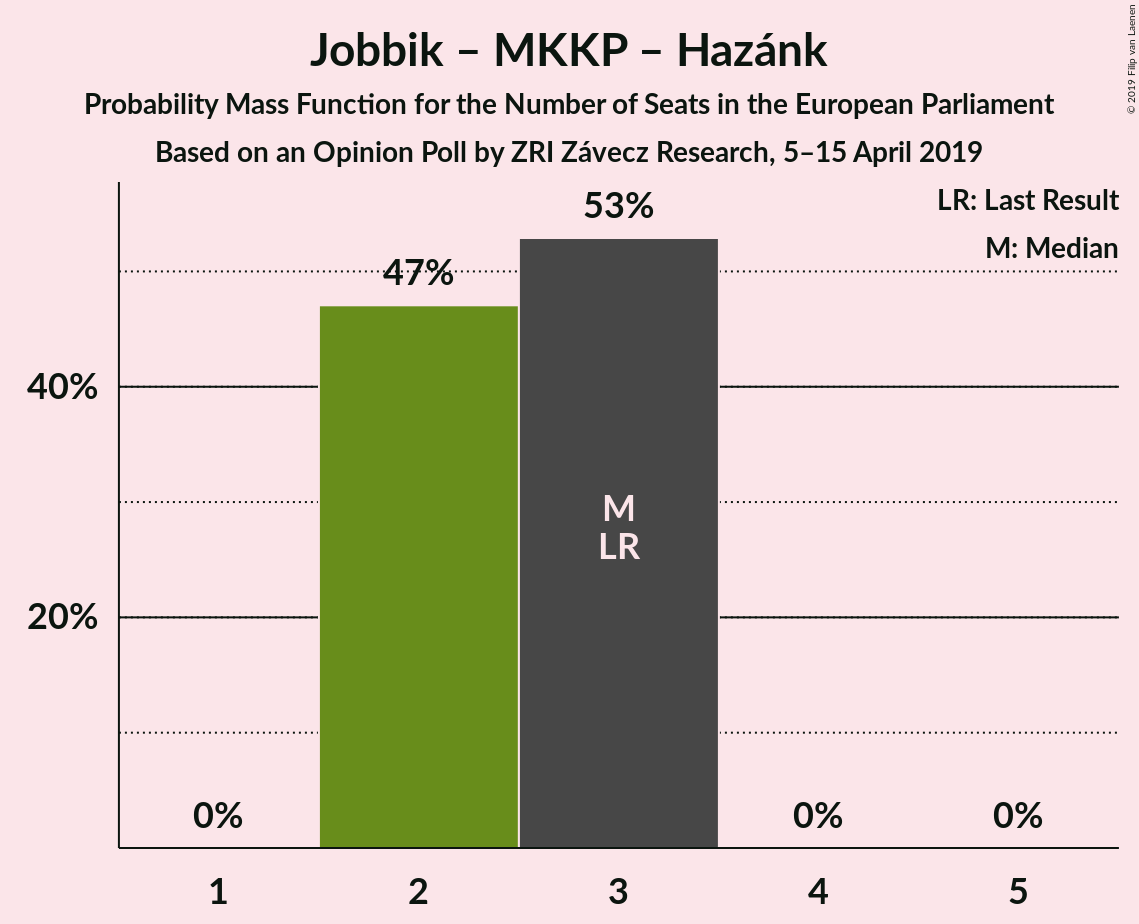 Jobbik – MKKP – Hazánk
Probability Mass Function for the Number of Seats in the European Parliament
Based on an Opinion Poll by ZRI Závecz Research, 5–15 April 2019
© 2019 Filip van Laenen
LR: Last Result
M: Median
53%
47%
40%
20%
M
LR
0%
0%
0%
1
2
3
4
5